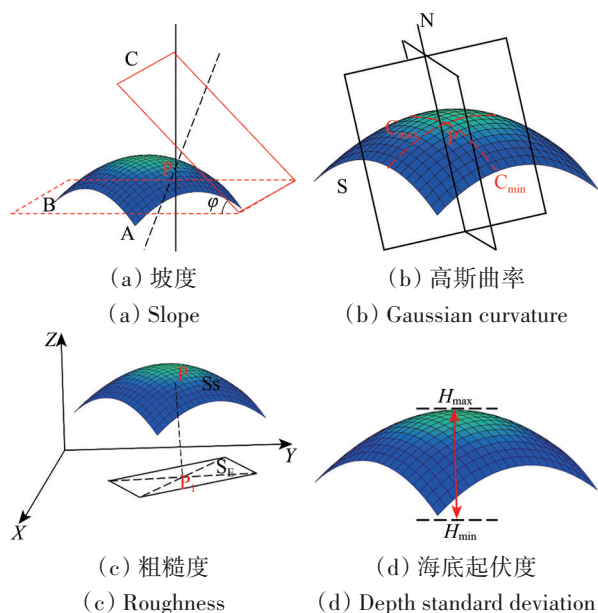 C
P
B
A
φ
(a) 坡度
(a) Slope
N
P
S
C_min
(b) 高斯曲率
(b) Gaussian curvature
Z
P
Ss
S_E
P_1
Y
X
(c) 粗糙度
(c) Roughness
H_max
H_min
(d) 海底起伏度
(d) Depth standard deviation